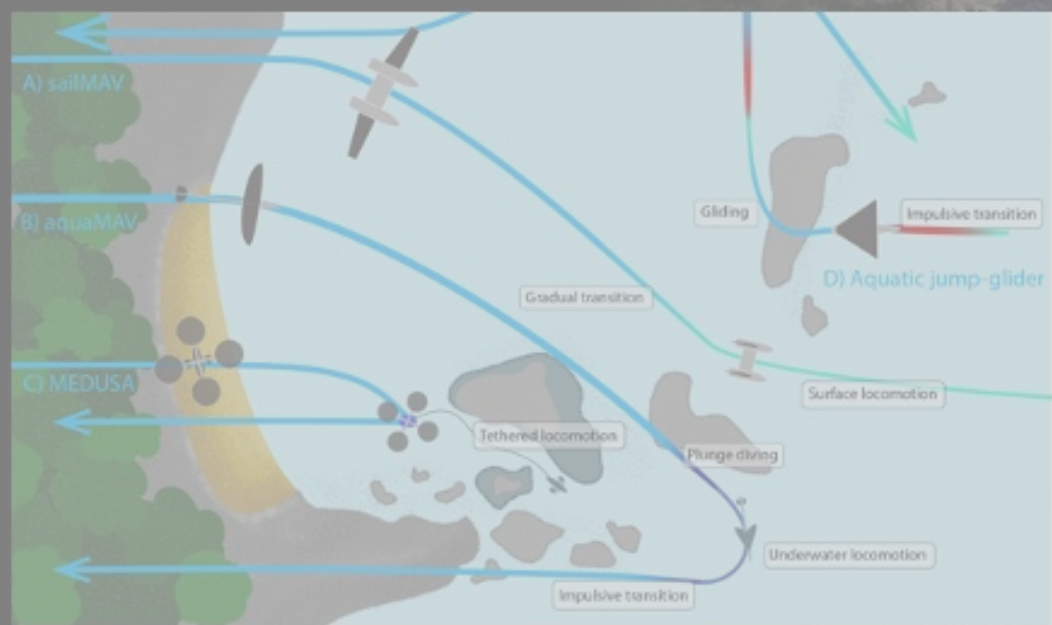 A) sailMAV
B) aquaMAV
Gliding
Impulsive transition
D) Aquatic jump-glider
Gradual transition
C) MEDUSA
Surface locomotion
Tethered locomotion
Plunge diving
Underwater locomotion
Impulsive transition